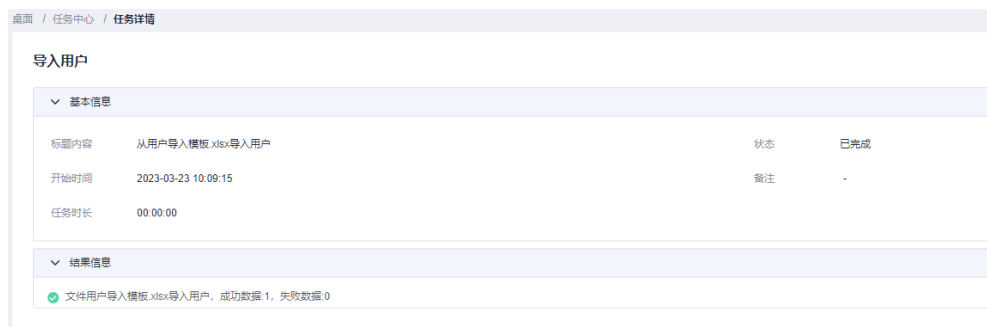 桌面 / 任务中心 / 任务详情
导入用户
基本信息
标题内容 从用户导入模板.xlsx导入用户 状态 已完成
开始时间 2023-03-23 10:09:15 备注 -
任务时长 00:00:00
结果信息
文件用户导入模板.xlsx导入用户，成功数据:1，失败数据:0